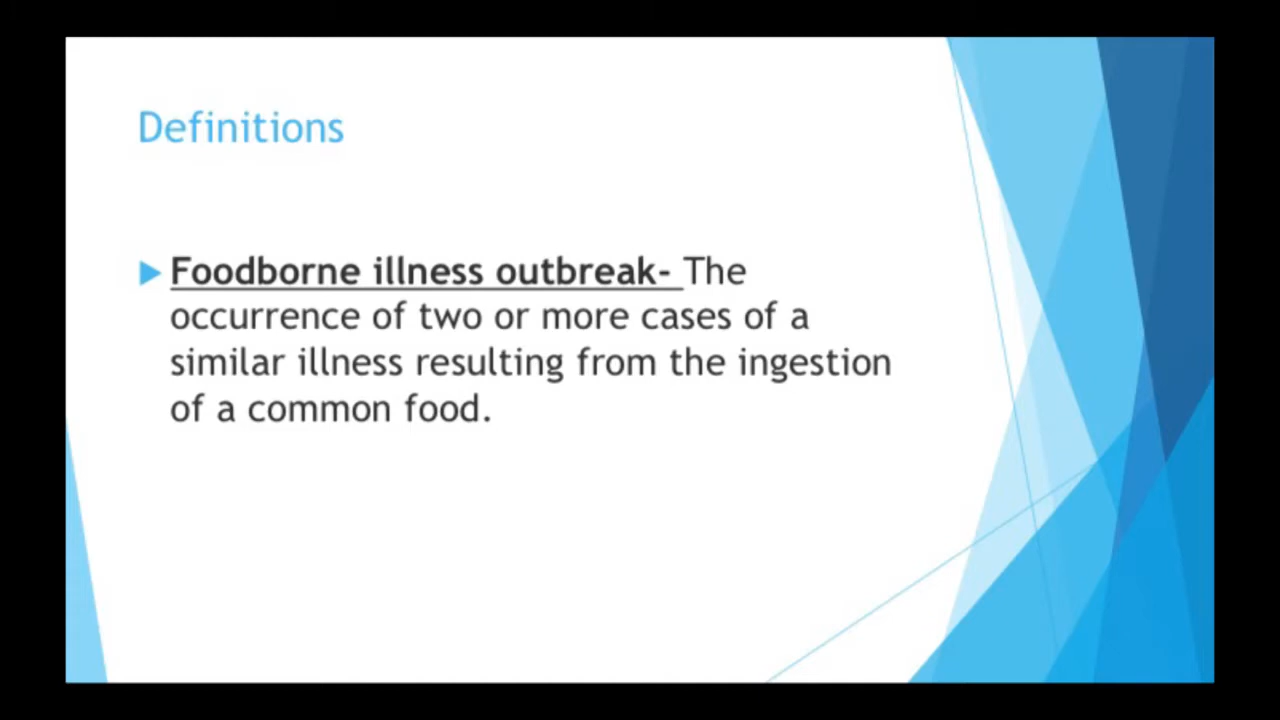 Definitions
Foodborne illness outbreak- The
occurrence of two or more cases of a
similar illness resulting from the ingestion
of a common food.